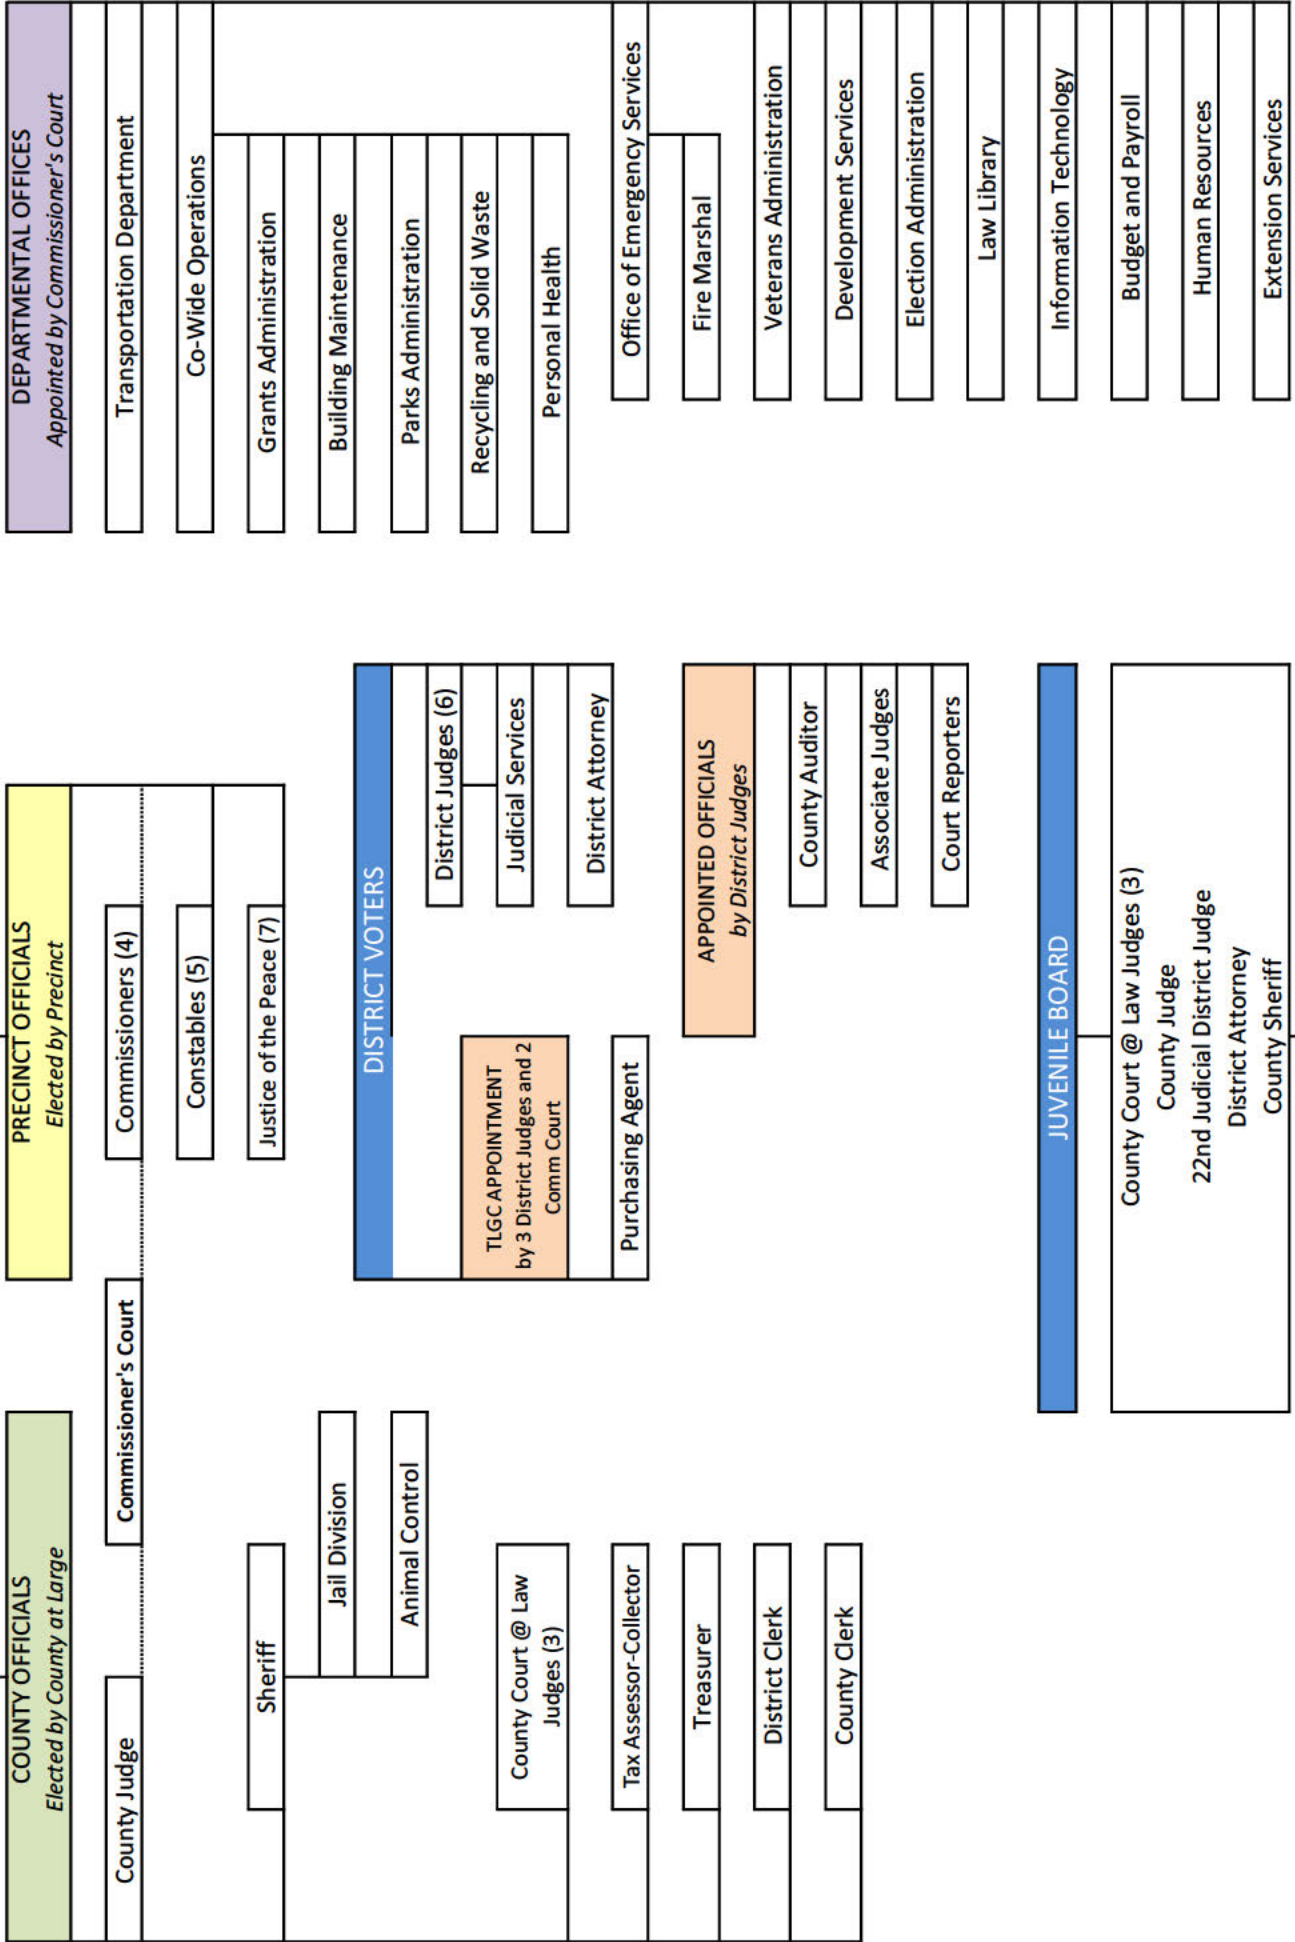 COUNTY OFFICIALS
Elected by County at Large
County Judge
Commissioner's Court
Sheriff
Jail Division
Animal Control
County Court @ Law
Judges (3)
Tax Assessor-Collector
Treasurer
District Clerk
County Clerk
PRECINCT OFFICIALS
Elected by Precinct
Commissioners (4)
Constables (5)
Justice of the Peace (7)
DISTRICT VOTERS
TLGC APPOINTMENT
by 3 District Judges and 2
Comm Court
Purchasing Agent
District Judges (6)
Judicial Services
District Attorney
APPOINTED OFFICIALS
by District Judges
County Auditor
Associate Judges
Court Reporters
JUVENILE BOARD
County Court @ Law Judges (3)
County Judge
22nd Judicial District Judge
District Attorney
County Sheriff
DEPARTMENTAL OFFICES
Appointed by Commissioner's Court
Transportation Department
Co-Wide Operations
Grants Administration
Building Maintenance
Parks Administration
Recycling and Solid Waste
Personal Health
Office of Emergency Services
Fire Marshal
Veterans Administration
Development Services
Election Administration
Law Library
Information Technology
Budget and Payroll
Human Resources
Extension Services